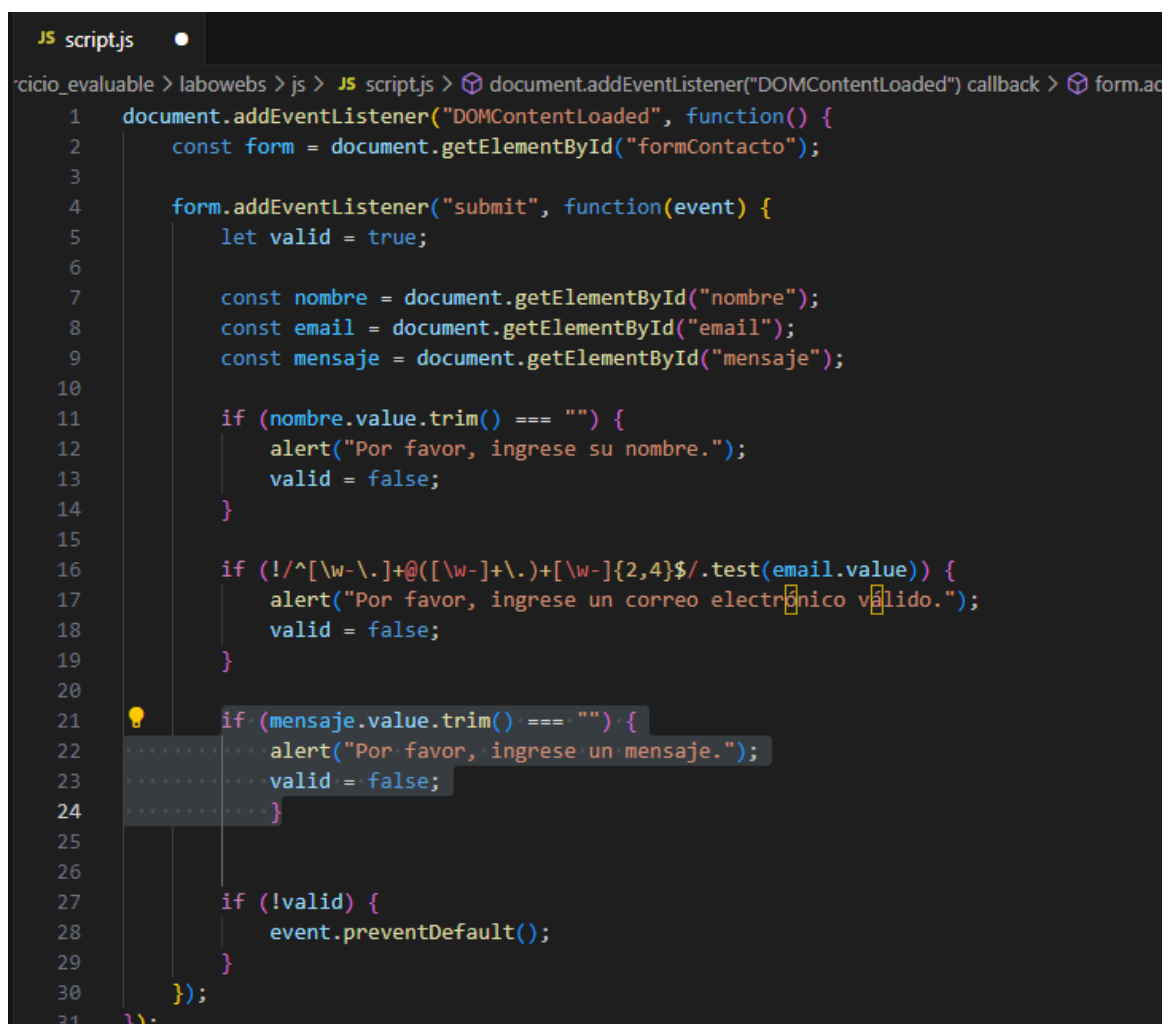 JS script.js
rcicio_evaluable > labowebs > js > JS script.js > document.addEventListener("DOMContentLoaded") callback > form.ac
1 document.addEventListener("DOMContentLoaded", function() {
2 const form = document.getElementById("formContacto");
3
4 form.addEventListener("submit", function(event) {
5 let valid = true;
6
7 const nombre = document.getElementById("nombre");
8 const email = document.getElementById("email");
9 const mensaje = document.getElementById("mensaje");
10
11 if (nombre.value.trim() === "") {
12 alert("Por favor, ingrese su nombre.");
13 valid = false;
14 }
15
16 if (!/^[\w-\.]+@([\w-]+\.)+[\w-]{2,4}$/.test(email.value)) {
17 alert("Por favor, ingrese un correo electrónico válido.");
18 valid = false;
19 }
20
21 if (mensaje.value.trim() === "") {
22 alert("Por favor, ingrese un mensaje.");
23 valid = false;
24 }
25
26
27 if (!valid) {
28 event.preventDefault();
29 }
30 });
31 });